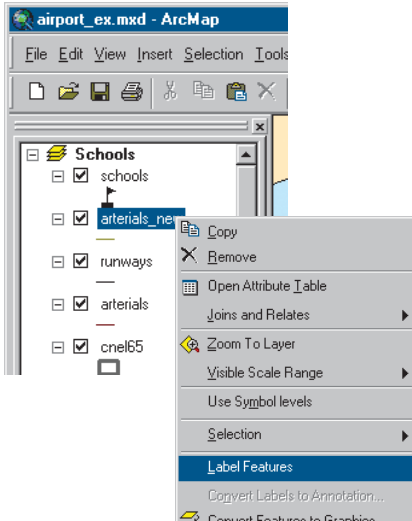 airport_ex.mxd - ArcMap
File Edit View Insert Selection Tools
Schools
schools
arterials_new
runways
arterials
cnel65
Copy
Remove
Open Attribute Table
Joins and Relates
Zoom To Layer
Visible Scale Range
Use Symbol levels
Selection
Label Features
Convert Labels to Annotation...
Convert Features to Graphics